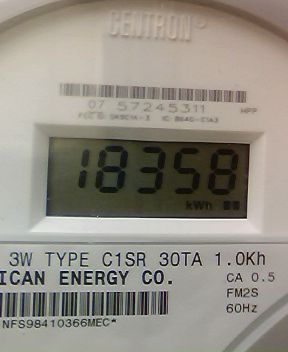 CENTRON®
07 57245311 HPP
18358
kWh
3W TYPE C1SR 30TA 1.0Kh
ICAN ENERGY CO. CA 0.5
FM2S
60Hz
NFS98410366MEC*